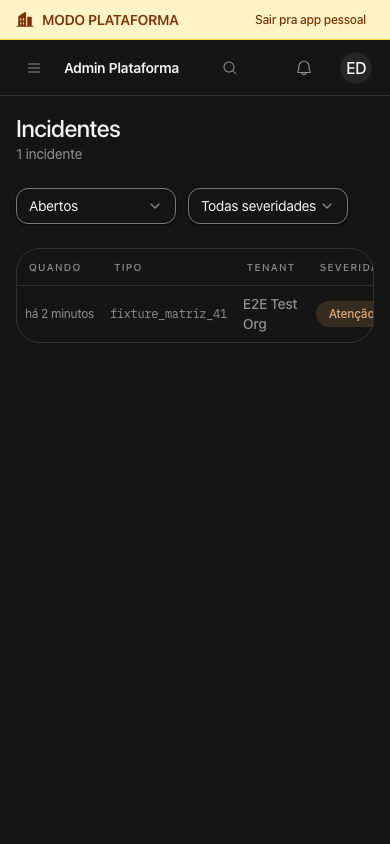 MODO PLATAFORMA
Sair pra app pessoal
Admin Plataforma
ED
Incidentes
1 incidente
Abertos
Todas severidades
QUANDO TIPO TENANT SEVERIDA
há 2 minutos fixture_matriz_41 E2E Test Org Atenção